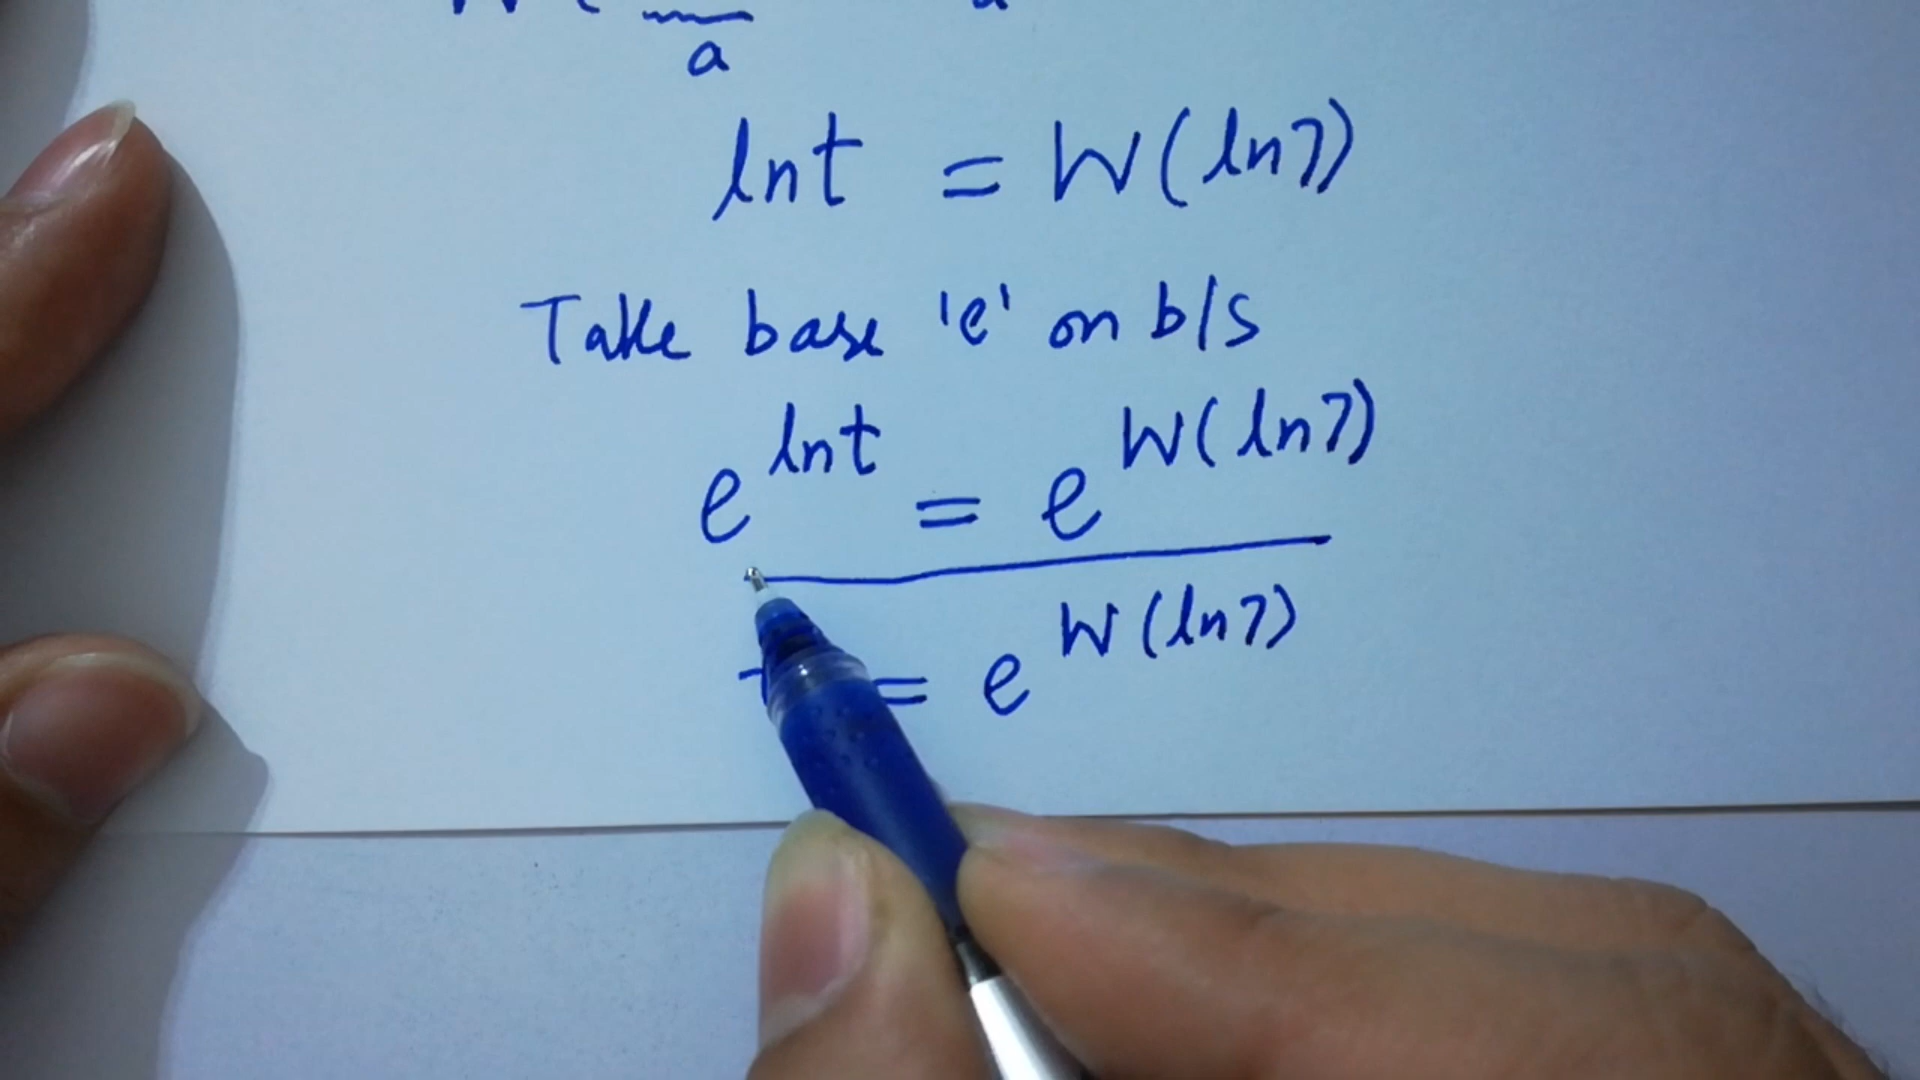 a
ln t = W(ln7)
Take base 'e' on b/s
e^ln t = e^W(ln7)
= e^W(ln7)